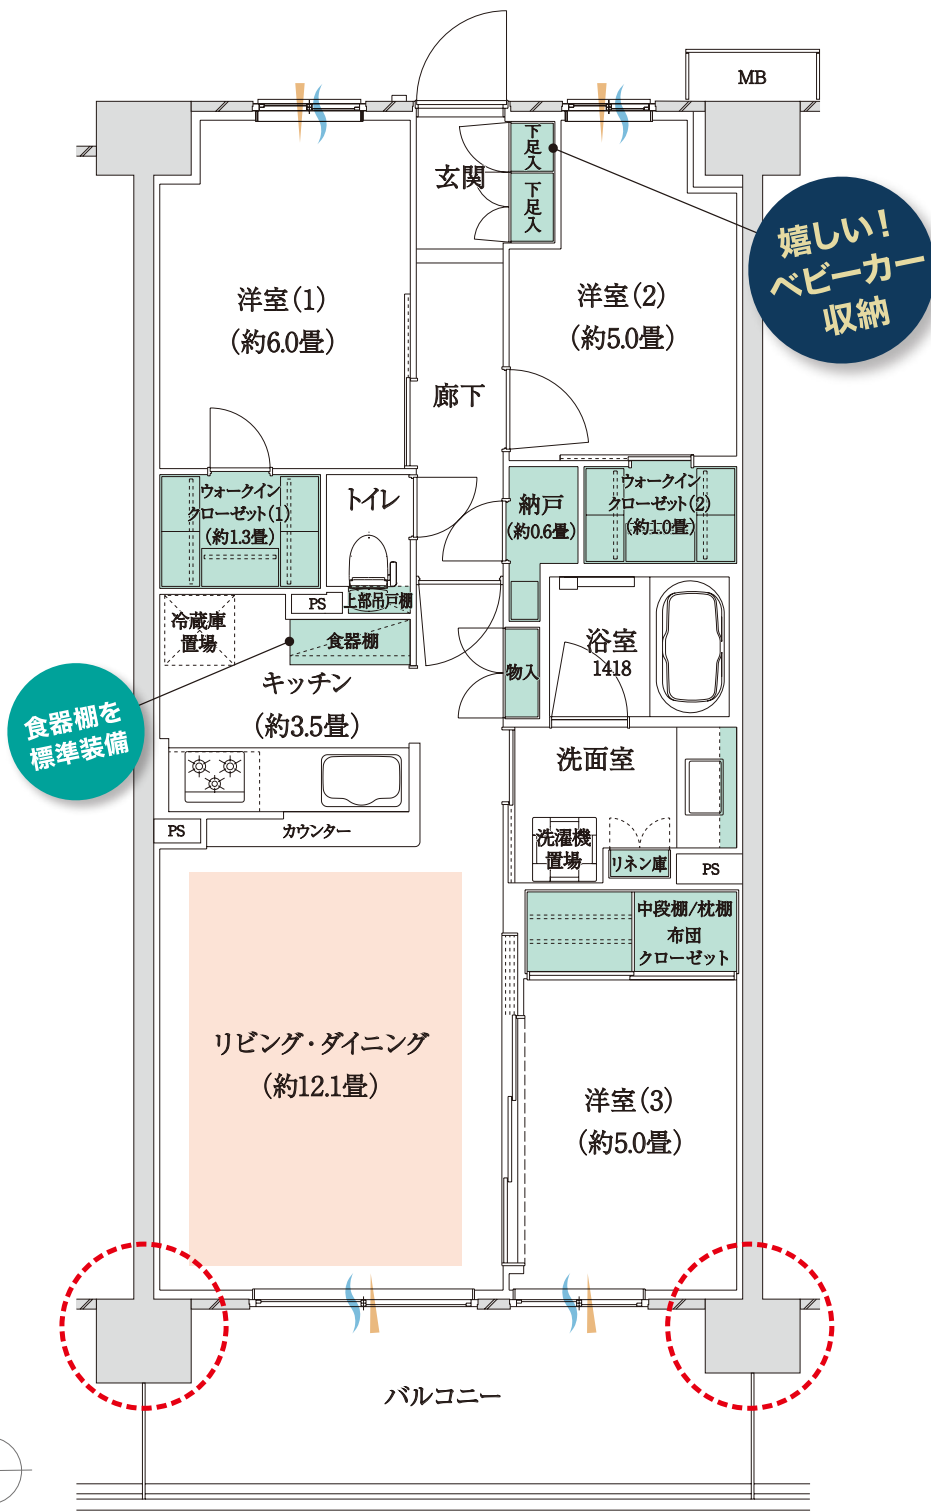 MB
下足入
下足入
玄関
嬉しい！
ベビーカー
収納
洋室(1)
(約6.0畳)
洋室(2)
(約5.0畳)
廊下
ウォークイン
クローゼット(1)
(約1.3畳)
トイレ
納戸
(約0.6畳)
ウォークイン
クローゼット(2)
(約1.0畳)
PS
上部吊戸棚
冷蔵庫
置場
食器棚
浴室
1418
物入
キッチン
(約3.5畳)
食器棚を
標準装備
洗面室
PS
カウンター
洗濯機
置場
リネン庫
PS
中段棚/枕棚
布団
クローゼット
リビング・ダイニング
(約12.1畳)
洋室(3)
(約5.0畳)
バルコニー